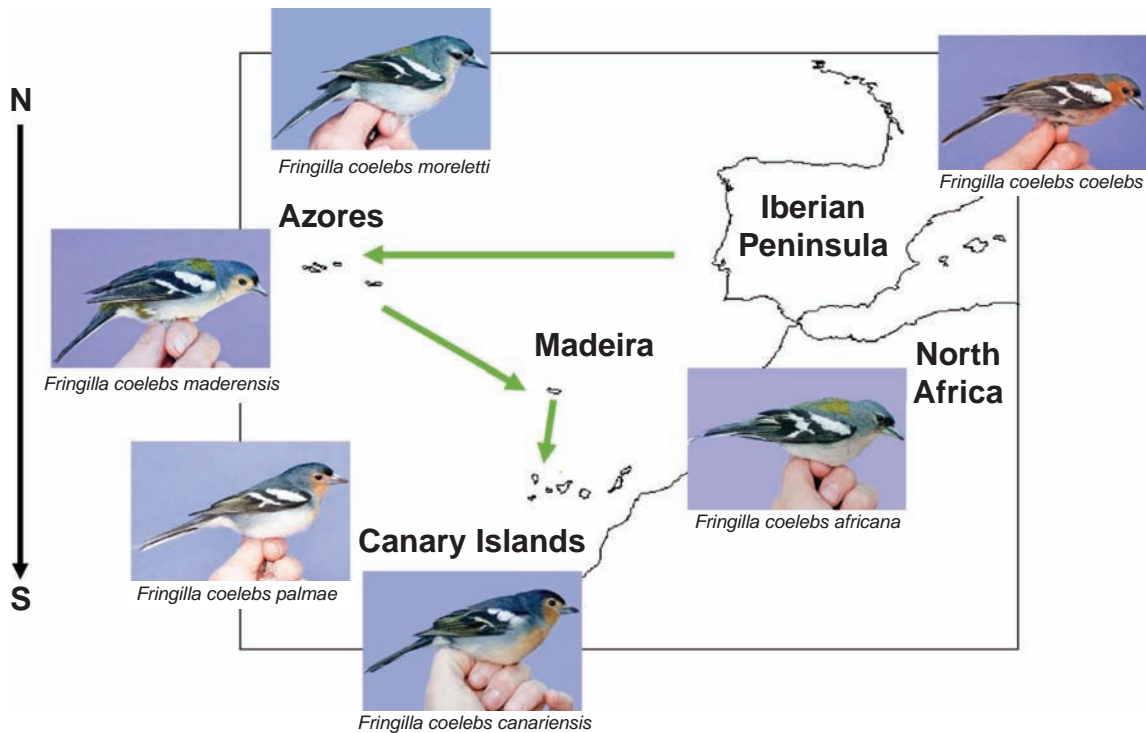 N
Fringilla coelebs moreletti
Fringilla coelebs coelebs
Azores
Iberian
Peninsula
Fringilla coelebs maderensis
Madeira
North
Africa
Fringilla coelebs africana
Canary Islands
Fringilla coelebs palmae
S
Fringilla coelebs canariensis